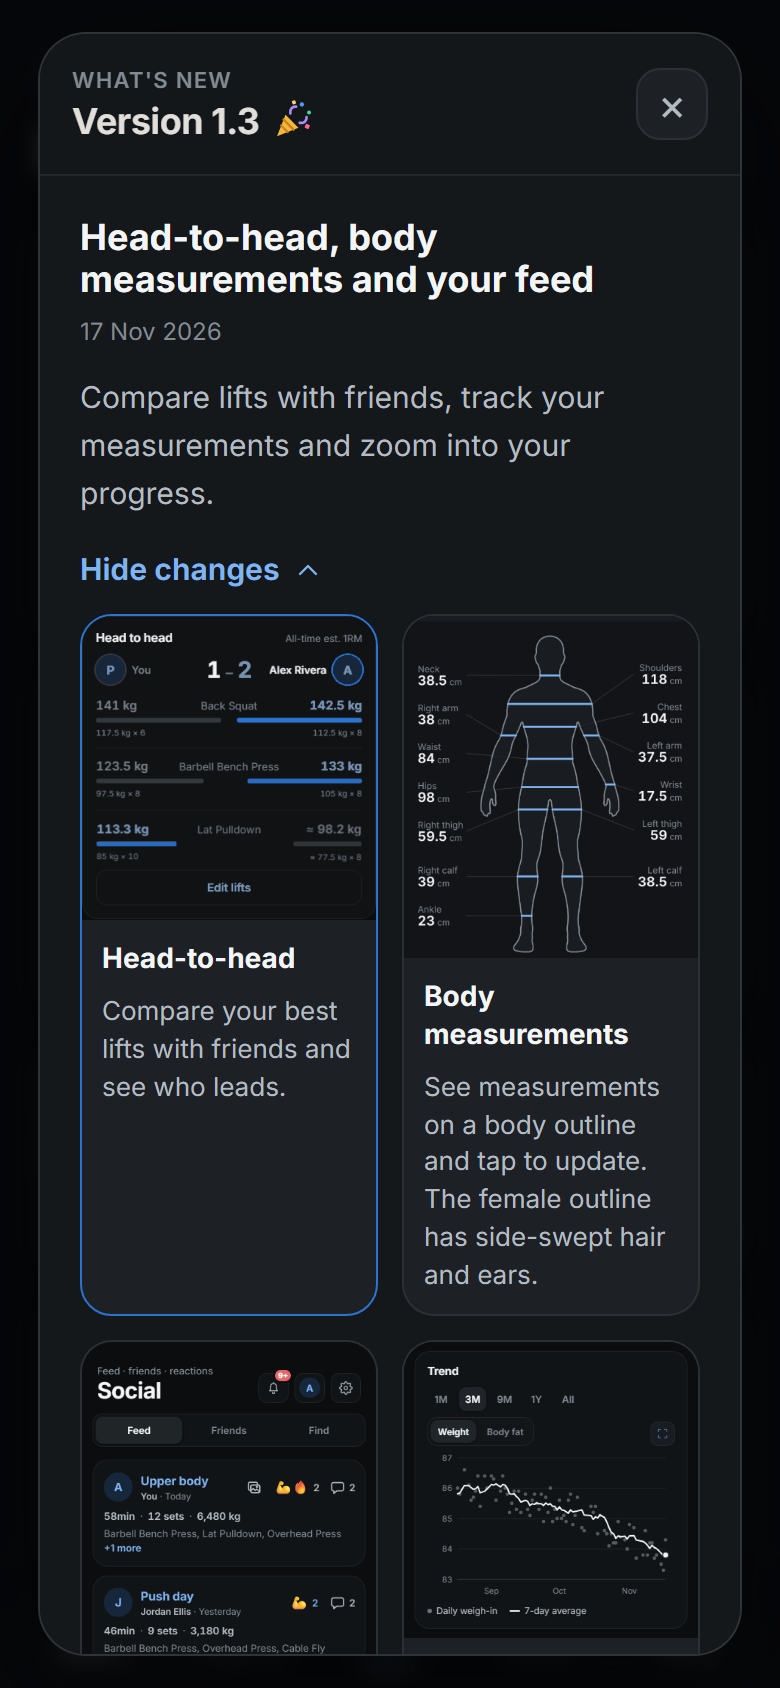 WHAT'S NEW
Version 1.3 🎉
Head-to-head, body
measurements and your feed
17 Nov 2026
Compare lifts with friends, track your
measurements and zoom into your
progress.
Hide changes
Head to head
All-time est. 1RM
P You 1 – 2 Alex Rivera A
141 kg Back Squat 142.5 kg
117.5 kg × 6 112.5 kg × 8
123.5 kg Barbell Bench Press 133 kg
97.5 kg × 8 105 kg × 8
113.3 kg Lat Pulldown ≈ 98.2 kg
85 kg × 10 ≈ 77.5 kg × 8
Edit lifts
Head-to-head
Compare your best
lifts with friends and
see who leads.
Neck
38.5 cm
Right arm
38 cm
Waist
84 cm
Hips
98 cm
Right thigh
59.5 cm
Right calf
39 cm
Ankle
23 cm
Shoulders
118 cm
Chest
104 cm
Left arm
37.5 cm
Wrist
17.5 cm
Left thigh
59 cm
Left calf
38.5 cm
Body
measurements
See measurements
on a body outline
and tap to update.
The female outline
has side-swept hair
and ears.
Feed · friends · reactions
Social
9+
A
Feed Friends Find
A Upper body 💪🔥 2 2
You · Today
58min · 12 sets · 6,480 kg
Barbell Bench Press, Lat Pulldown, Overhead Press
+1 more
J Push day 💪 2 2
Jordan Ellis · Yesterday
46min · 9 sets · 3,180 kg
Barbell Bench Press, Overhead Press, Cable Fly
Trend
1M 3M 9M 1Y All
Weight Body fat
87
86
85
84
83
Sep Oct Nov
Daily weigh-in 7-day average